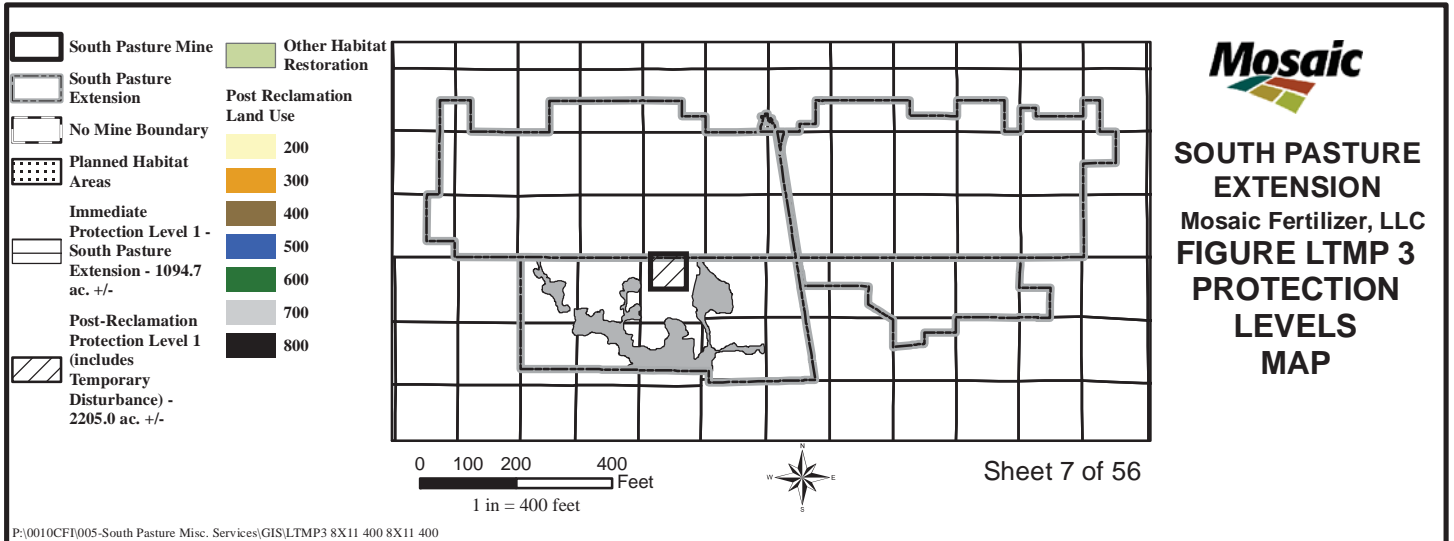 South Pasture Mine
South Pasture
Extension
No Mine Boundary
Planned Habitat
Areas
Immediate
Protection Level 1 -
South Pasture
Extension - 1094.7
ac. +/-
Post-Reclamation
Protection Level 1
(includes
Temporary
Disturbance) -
2205.0 ac. +/-
Other Habitat
Restoration
Post Reclamation
Land Use
200
300
400
500
600
700
800
0 100 200 400
Feet
1 in = 400 feet
N
W E
S
Sheet 7 of 56
Mosaic
SOUTH PASTURE
EXTENSION
Mosaic Fertilizer, LLC
FIGURE LTMP 3
PROTECTION
LEVELS
MAP
P:\0010CFI\005-South Pasture Misc. Services\GIS\LTMP3 8X11 400 8X11 400